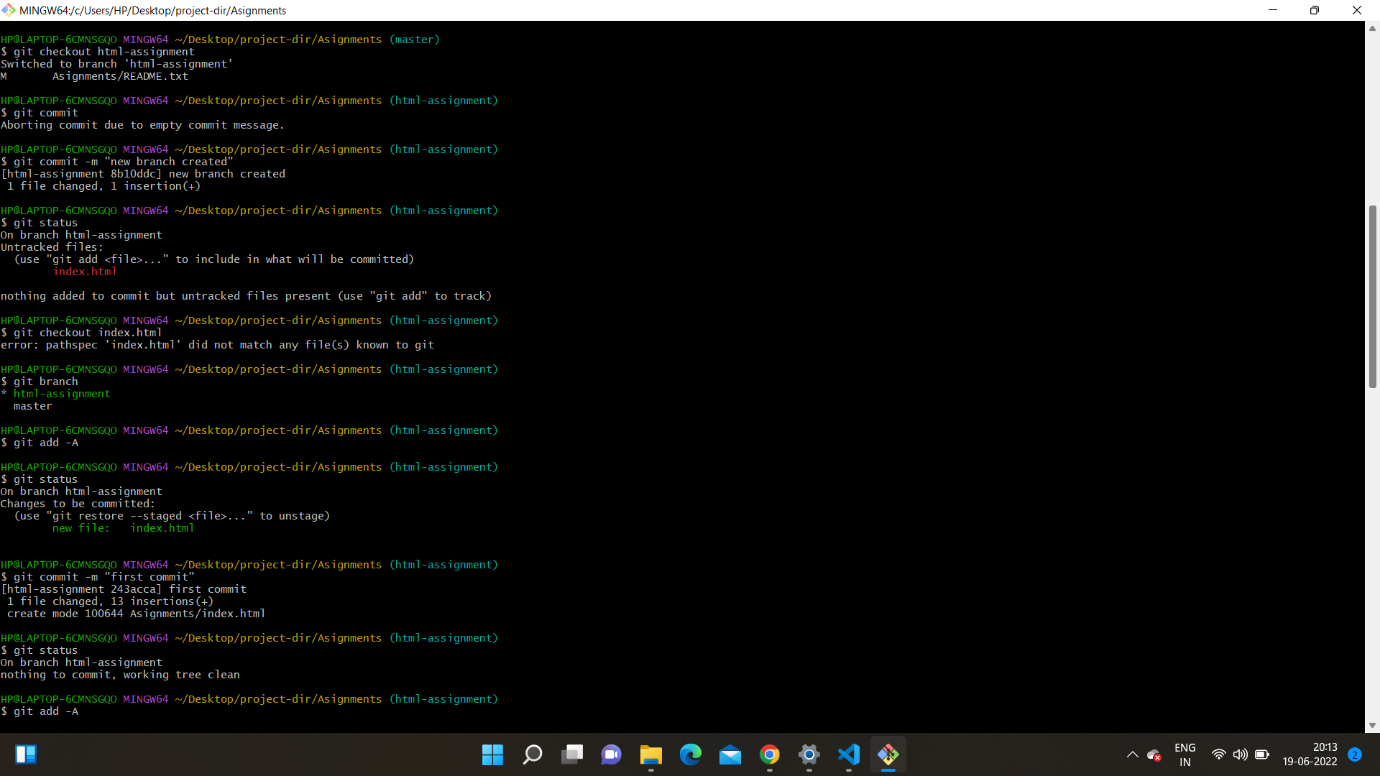 MINGW64:/c/Users/HP/Desktop/project-dir/Asignments
HP@LAPTOP-6CMNSGQO MINGW64 ~/Desktop/project-dir/Asignments (master)
$ git checkout html-assignment
Switched to branch 'html-assignment'
M       Asignments/README.txt
HP@LAPTOP-6CMNSGQO MINGW64 ~/Desktop/project-dir/Asignments (html-assignment)
$ git commit
Aborting commit due to empty commit message.
HP@LAPTOP-6CMNSGQO MINGW64 ~/Desktop/project-dir/Asignments (html-assignment)
$ git commit -m "new branch created"
[html-assignment 8b10ddc] new branch created
 1 file changed, 1 insertion(+)
HP@LAPTOP-6CMNSGQO MINGW64 ~/Desktop/project-dir/Asignments (html-assignment)
$ git status
On branch html-assignment
Untracked files:
  (use "git add <file>..." to include in what will be committed)
        index.html
nothing added to commit but untracked files present (use "git add" to track)
HP@LAPTOP-6CMNSGQO MINGW64 ~/Desktop/project-dir/Asignments (html-assignment)
$ git checkout index.html
error: pathspec 'index.html' did not match any file(s) known to git
HP@LAPTOP-6CMNSGQO MINGW64 ~/Desktop/project-dir/Asignments (html-assignment)
$ git branch
* html-assignment
  master
HP@LAPTOP-6CMNSGQO MINGW64 ~/Desktop/project-dir/Asignments (html-assignment)
$ git add -A
HP@LAPTOP-6CMNSGQO MINGW64 ~/Desktop/project-dir/Asignments (html-assignment)
$ git status
On branch html-assignment
Changes to be committed:
  (use "git restore --staged <file>..." to unstage)
        new file:   index.html
HP@LAPTOP-6CMNSGQO MINGW64 ~/Desktop/project-dir/Asignments (html-assignment)
$ git commit -m "first commit"
[html-assignment 243acca] first commit
 1 file changed, 13 insertions(+)
 create mode 100644 Asignments/index.html
HP@LAPTOP-6CMNSGQO MINGW64 ~/Desktop/project-dir/Asignments (html-assignment)
$ git status
On branch html-assignment
nothing to commit, working tree clean
HP@LAPTOP-6CMNSGQO MINGW64 ~/Desktop/project-dir/Asignments (html-assignment)
$ git add -A
ENG
IN
20:13
19-06-2022
2